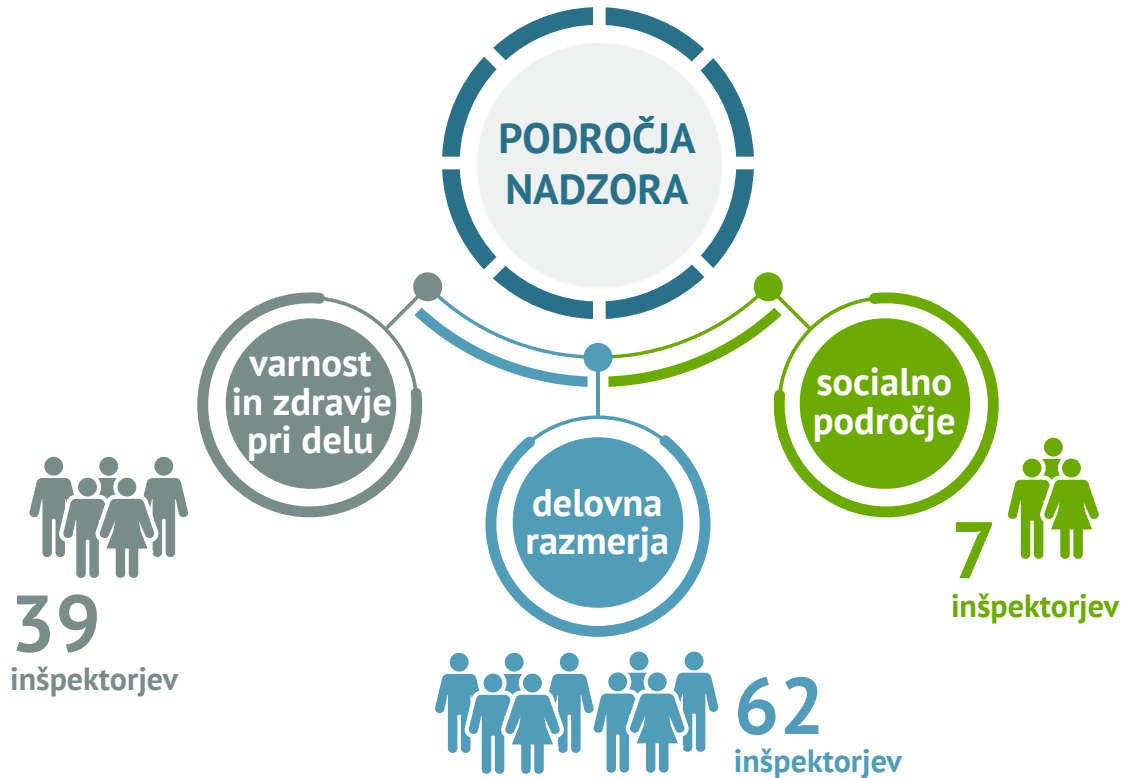 PODROČJA
NADZORA
varnost
in zdravje
pri delu
39
inšpektorjev
delovna
razmerja
62
inšpektorjev
socialno
področje
7
inšpektorjev